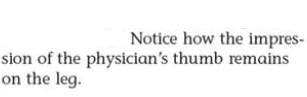 Notice how the impres-
sion of the physician's thumb remains
on the leg.